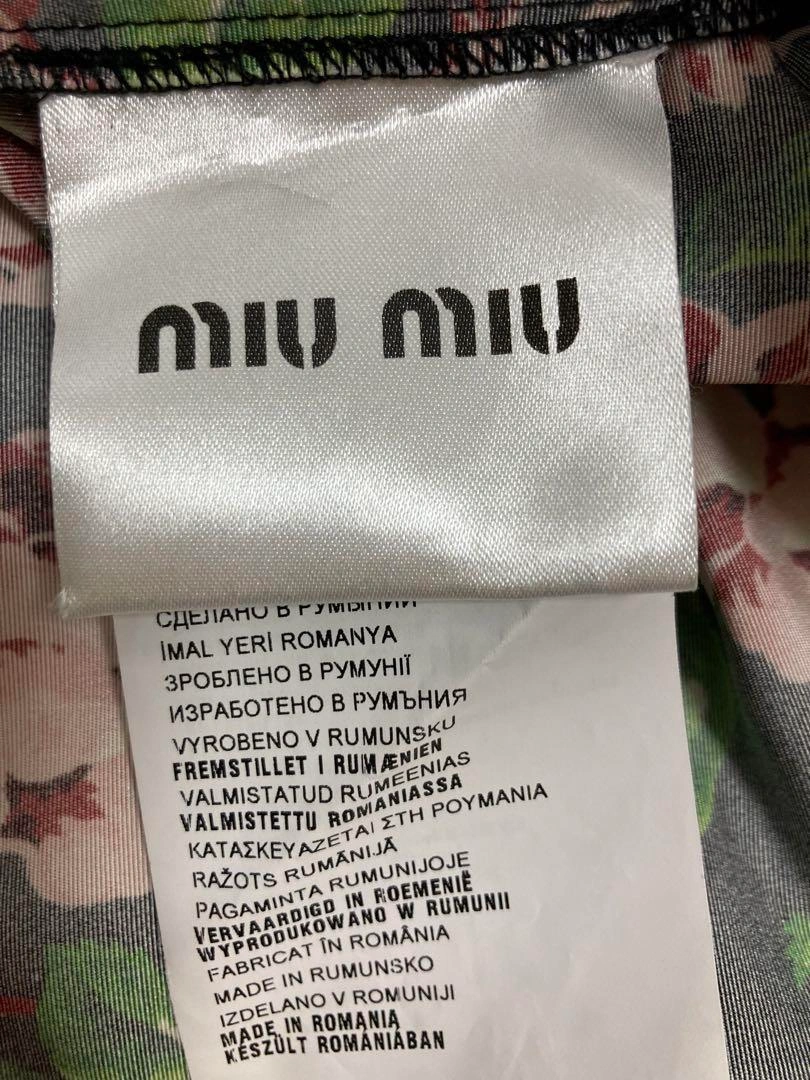 miu miu
СДЕЛАНО В РУМЫНИИ
İMAL YERİ ROMANYA
ЗРОБЛЕНО В РУМУНІЇ
ИЗРАБОТЕНО В РУМЪНИЯ
VYROBENO V RUMUNSKU
FREMSTILLET I RUMÆNIEN
VALMISTATUD RUMEENIAS
VALMISTETTU ROMANIASSA
ΚΑΤΑΣΚΕΥΑΖΕΤΑΙ ΣΤΗ ΡΟΥΜΑΝΙΑ
RAŽOTS RUMĀNIJĀ
PAGAMINTA RUMUNIJOJE
VERVAARDIGD IN ROEMENIË
WYPRODUKOWANO W RUMUNII
FABRICAT ÎN ROMÂNIA
MADE IN RUMUNSKO
IZDELANO V ROMUNIJI
MADE IN ROMANIA
KÉSZÜLT ROMÁNIÁBAN